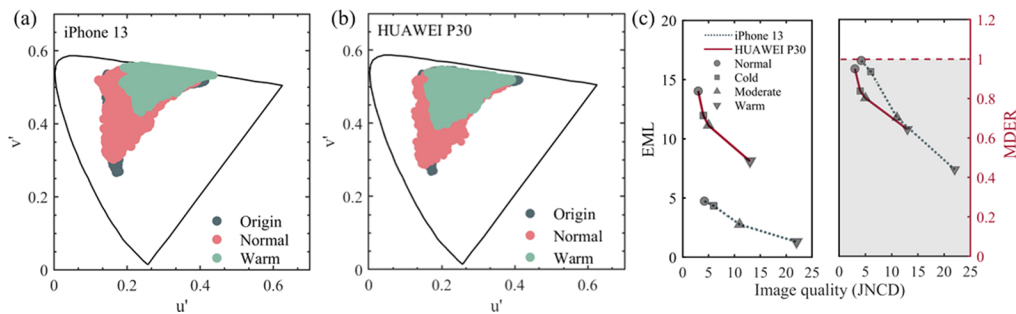 (a)
iPhone 13
v'
0.6
0.4
0.2
0
0
0.2
0.4
0.6
u'
Origin
Normal
Warm
(b)
HUAWEI P30
v'
0.6
0.4
0.2
0
0
0.2
0.4
0.6
u'
Origin
Normal
Warm
(c)
EML
20
15
10
5
0
0 5 10 15 20 25
iPhone 13
HUAWEI P30
Normal
Cold
Moderate
Warm
0 5 10 15 20 25
Image quality (JNCD)
1.2
1
0.8
0.6
0.4
0.2
0
MDER